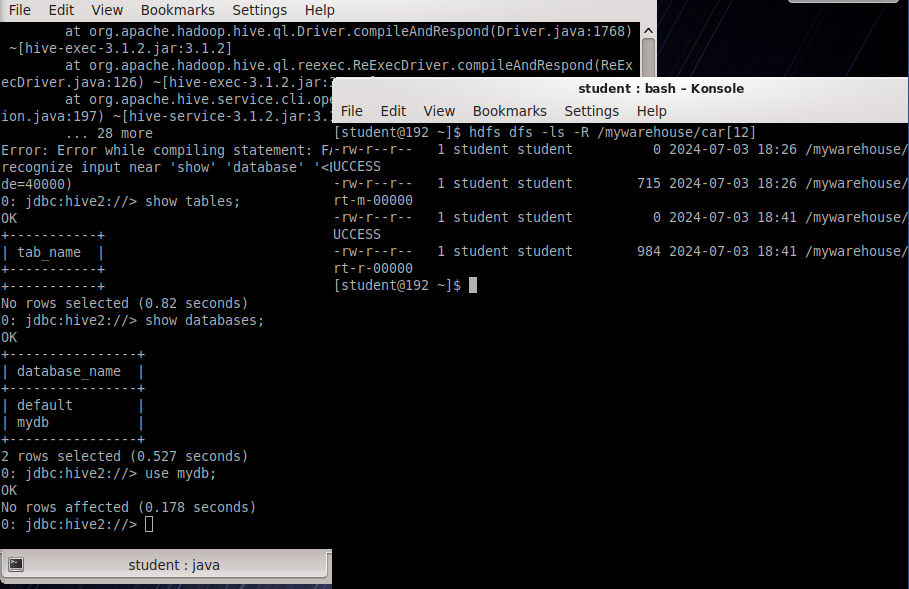 File Edit View Bookmarks Settings Help
at org.apache.hadoop.hive.ql.Driver.compileAndRespond(Driver.java:1768)
~[hive-exec-3.1.2.jar:3.1.2]
at org.apache.hadoop.hive.ql.reexec.ReExecDriver.compileAndRespond(ReEx
ecDriver.java:126) ~[hive-exec-3.1.2.jar:
at org.apache.hive.service.cli.ope
ion.java:197) ~[hive-service-3.1.2.jar:3.
... 28 more
Error: Error while compiling statement: F
recognize input near 'show' 'database' '<
de=40000)
0: jdbc:hive2://> show tables;
OK
+-----------+
| tab_name |
+-----------+
+-----------+
No rows selected (0.82 seconds)
0: jdbc:hive2://> show databases;
OK
+----------------+
| database_name |
+----------------+
| default |
| mydb |
+----------------+
2 rows selected (0.527 seconds)
0: jdbc:hive2://> use mydb;
OK
No rows affected (0.178 seconds)
0: jdbc:hive2://>
student : java
student : bash – Konsole
File Edit View Bookmarks Settings Help
[student@192 ~]$ hdfs dfs -ls -R /mywarehouse/car[12]
-rw-r--r-- 1 student student 0 2024-07-03 18:26 /mywarehouse/
UCCESS
-rw-r--r-- 1 student student 715 2024-07-03 18:26 /mywarehouse/
rt-m-00000
-rw-r--r-- 1 student student 0 2024-07-03 18:41 /mywarehouse/
UCCESS
-rw-r--r-- 1 student student 984 2024-07-03 18:41 /mywarehouse/
rt-r-00000
[student@192 ~]$